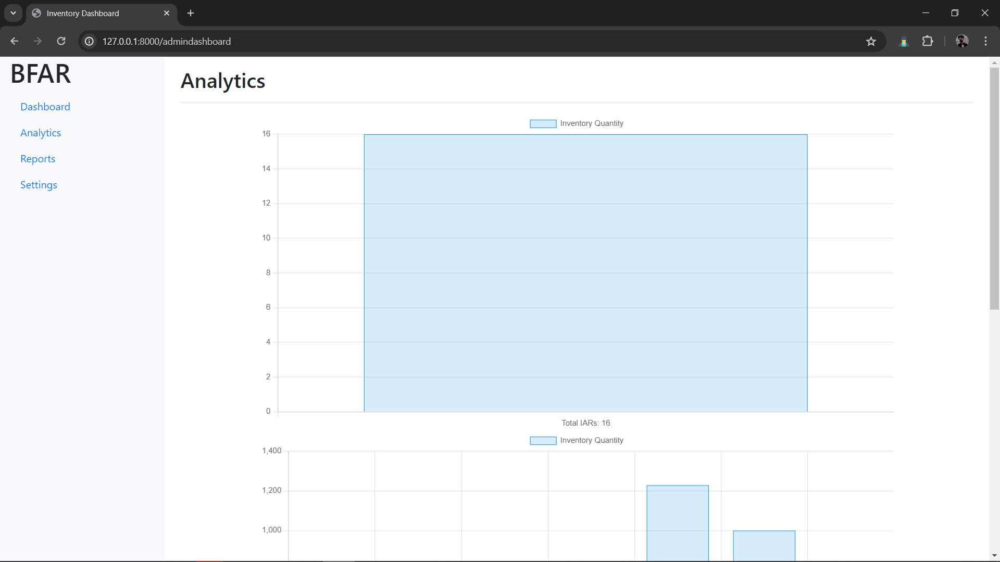 Inventory Dashboard
127.0.0.1:8000/admindashboard
BFAR
Dashboard
Analytics
Reports
Settings
Analytics
Inventory Quantity
16
14
12
10
8
6
4
2
0
Total IARs: 16
Inventory Quantity
1,400
1,200
1,000